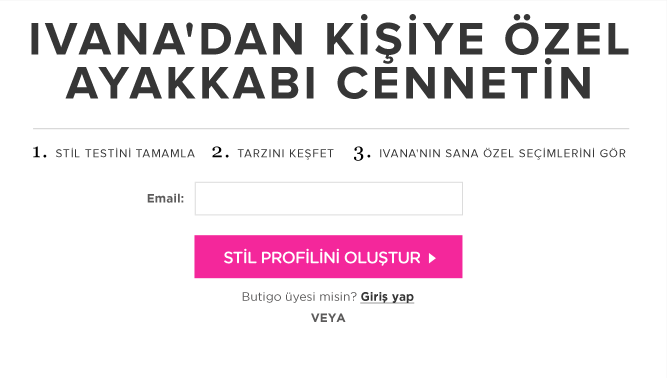 IVANA'DAN KİŞİYE ÖZEL
AYAKKABI CENNETİN
1. STİL TESTİNİ TAMAMLA 2. TARZINI KEŞFET 3. IVANA'NIN SANA ÖZEL SEÇİMLERİNİ GÖR
Email:
STİL PROFİLİNİ OLUŞTUR
Butigo üyesi misin? Giriş yap
VEYA